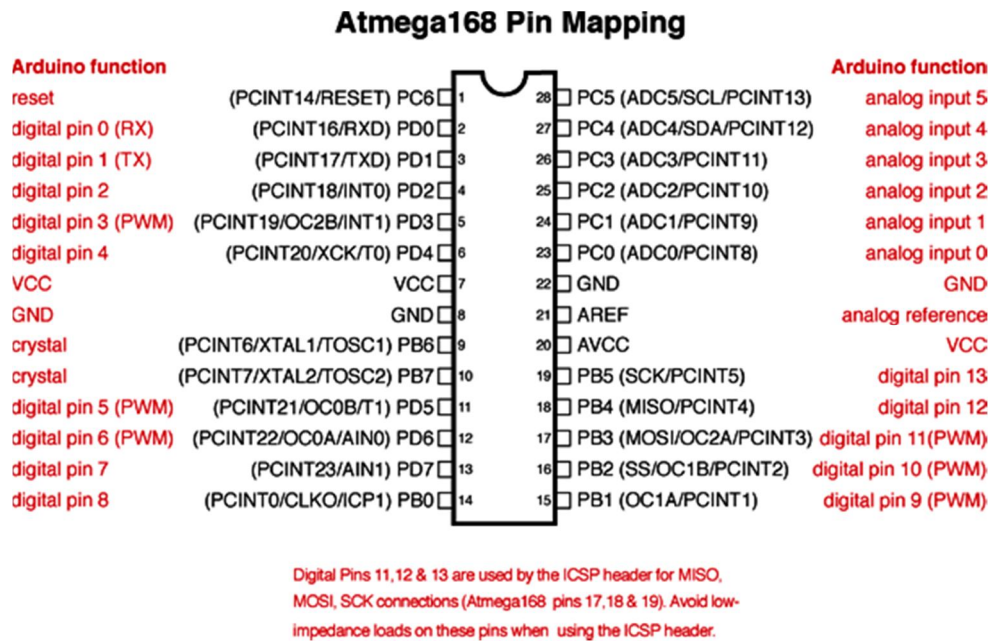 Atmega168 Pin Mapping
Arduino function Arduino function
reset (PCINT14/RESET) PC6 1 28 PC5 (ADC5/SCL/PCINT13) analog input 5
digital pin 0 (RX) (PCINT16/RXD) PD0 2 27 PC4 (ADC4/SDA/PCINT12) analog input 4
digital pin 1 (TX) (PCINT17/TXD) PD1 3 26 PC3 (ADC3/PCINT11) analog input 3
digital pin 2 (PCINT18/INT0) PD2 4 25 PC2 (ADC2/PCINT10) analog input 2
digital pin 3 (PWM) (PCINT19/OC2B/INT1) PD3 5 24 PC1 (ADC1/PCINT9) analog input 1
digital pin 4 (PCINT20/XCK/T0) PD4 6 23 PC0 (ADC0/PCINT8) analog input 0
VCC VCC 7 22 GND GND
GND GND 8 21 AREF analog reference
crystal (PCINT6/XTAL1/TOSC1) PB6 9 20 AVCC VCC
crystal (PCINT7/XTAL2/TOSC2) PB7 10 19 PB5 (SCK/PCINT5) digital pin 13
digital pin 5 (PWM) (PCINT21/OC0B/T1) PD5 11 18 PB4 (MISO/PCINT4) digital pin 12
digital pin 6 (PWM) (PCINT22/OC0A/AIN0) PD6 12 17 PB3 (MOSI/OC2A/PCINT3) digital pin 11(PWM)
digital pin 7 (PCINT23/AIN1) PD7 13 16 PB2 (SS/OC1B/PCINT2) digital pin 10 (PWM)
digital pin 8 (PCINT0/CLKO/ICP1) PB0 14 15 PB1 (OC1A/PCINT1) digital pin 9 (PWM)
Digital Pins 11,12 & 13 are used by the ICSP header for MISO,
MOSI, SCK connections (Atmega168 pins 17,18 & 19). Avoid low-
impedance loads on these pins when using the ICSP header.